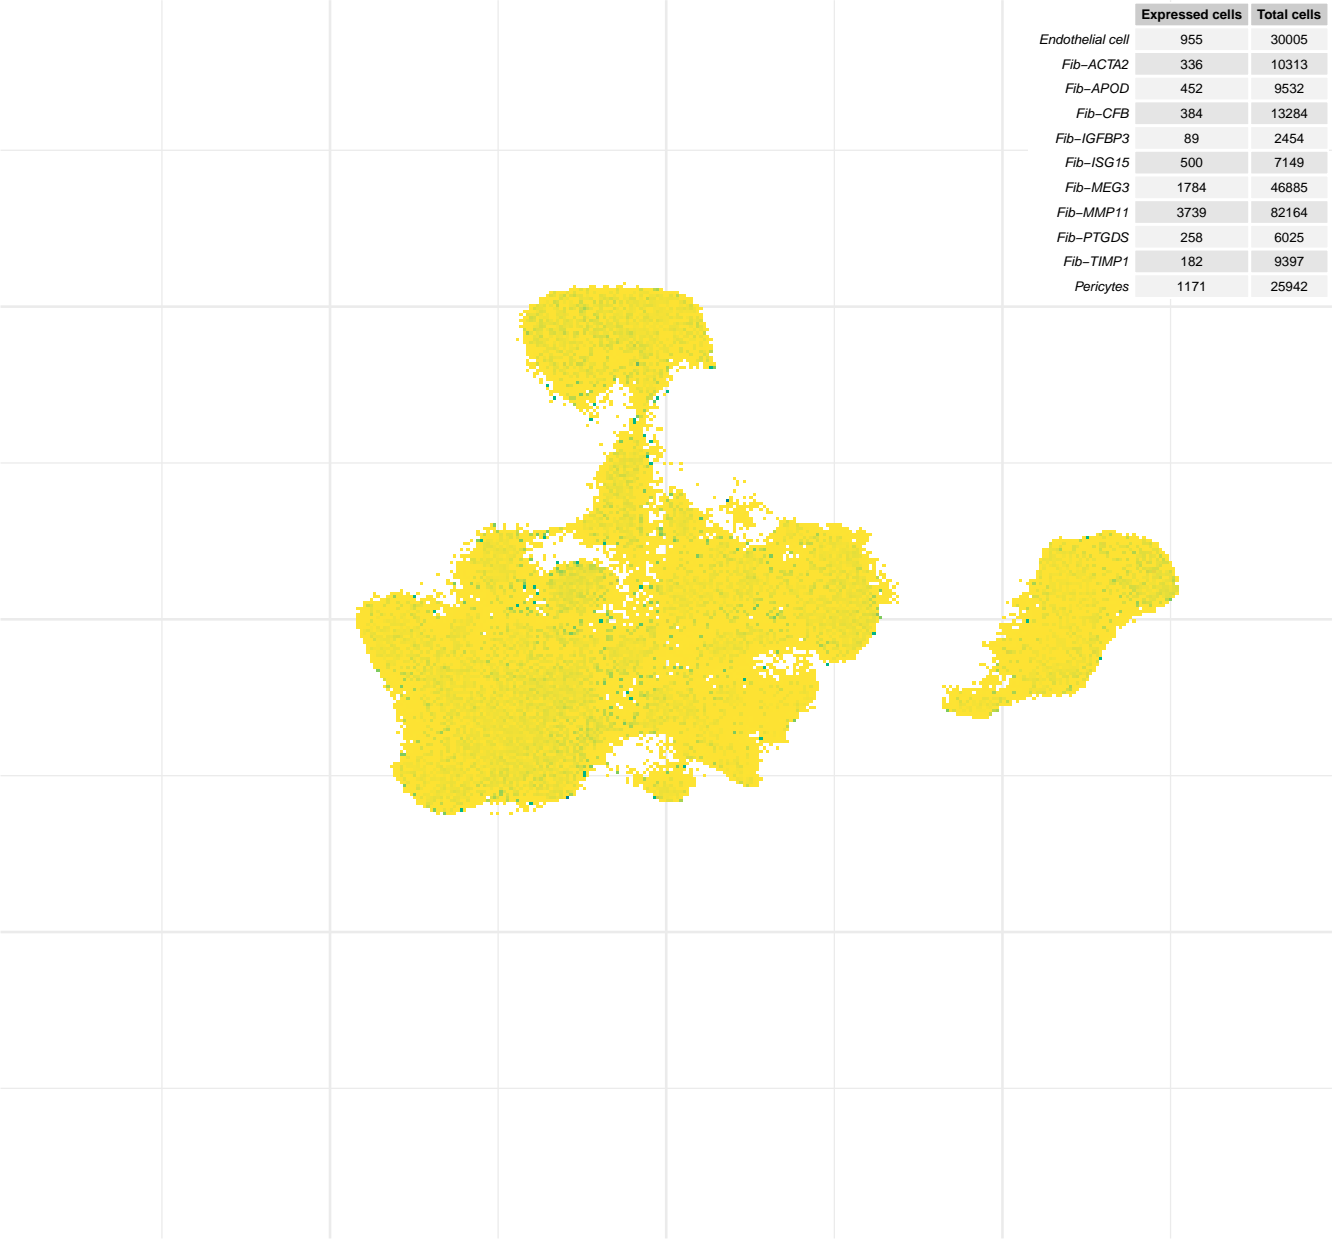 Expressed cells Total cells
Endothelial cell 955 30005
Fib−ACTA2 336 10313
Fib−APOD 452 9532
Fib−CFB 384 13284
Fib−IGFBP3 89 2454
Fib−ISG15 500 7149
Fib−MEG3 1784 46885
Fib−MMP11 3739 82164
Fib−PTGDS 258 6025
Fib−TIMP1 182 9397
Pericytes 1171 25942